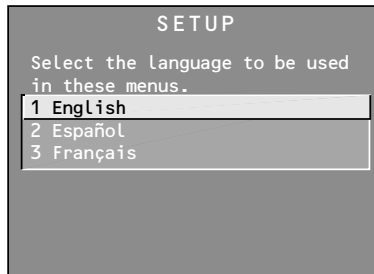 SETUP
Select the language to be used
in these menus.
1 English
2 Español
3 Français